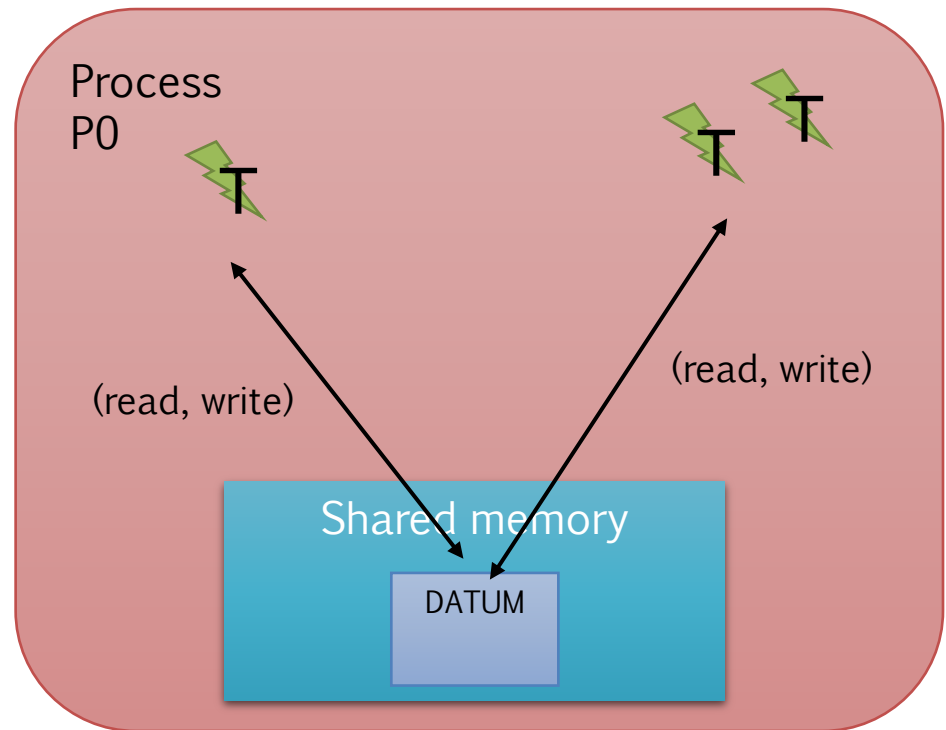 Process
P0
T
T
T
(read, write)
(read, write)
Shared memory
DATUM